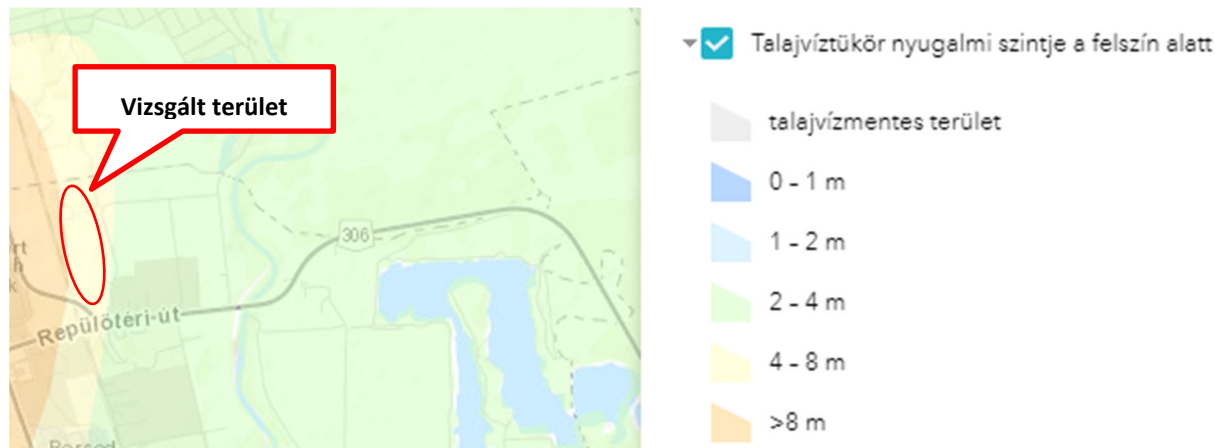 Vizsgált terület
306
Repülőtéri-út
Talajvíztükör nyugalmi szintje a felszín alatt
talajvízmentes terület
0 - 1 m
1 - 2 m
2 - 4 m
4 - 8 m
>8 m